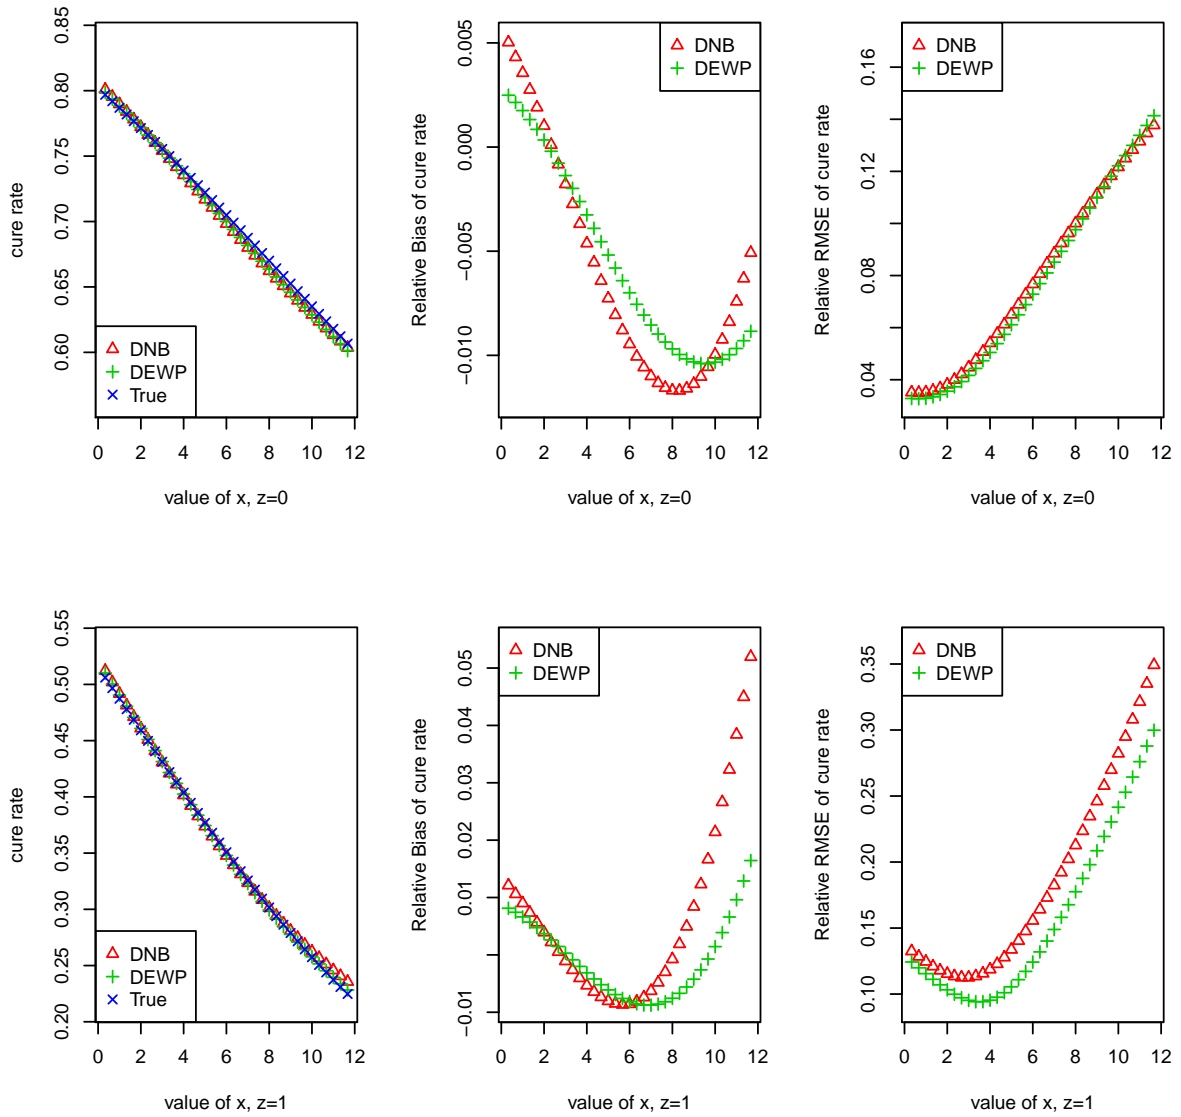 cure rate
0.85
0.80
0.75
0.70
0.65
0.60
DNB
DEWP
True
0 2 4 6 8 10 12
value of x, z=0
Relative Bias of cure rate
0.005
0.000
−0.005
−0.010
DNB
DEWP
0 2 4 6 8 10 12
value of x, z=0
Relative RMSE of cure rate
0.16
0.12
0.08
0.04
DNB
DEWP
0 2 4 6 8 10 12
value of x, z=0
cure rate
0.55
0.50
0.45
0.40
0.35
0.30
0.25
0.20
DNB
DEWP
True
0 2 4 6 8 10 12
value of x, z=1
Relative Bias of cure rate
0.05
0.04
0.03
0.02
0.01
−0.01
DNB
DEWP
0 2 4 6 8 10 12
value of x, z=1
Relative RMSE of cure rate
0.35
0.30
0.25
0.20
0.15
0.10
DNB
DEWP
0 2 4 6 8 10 12
value of x, z=1